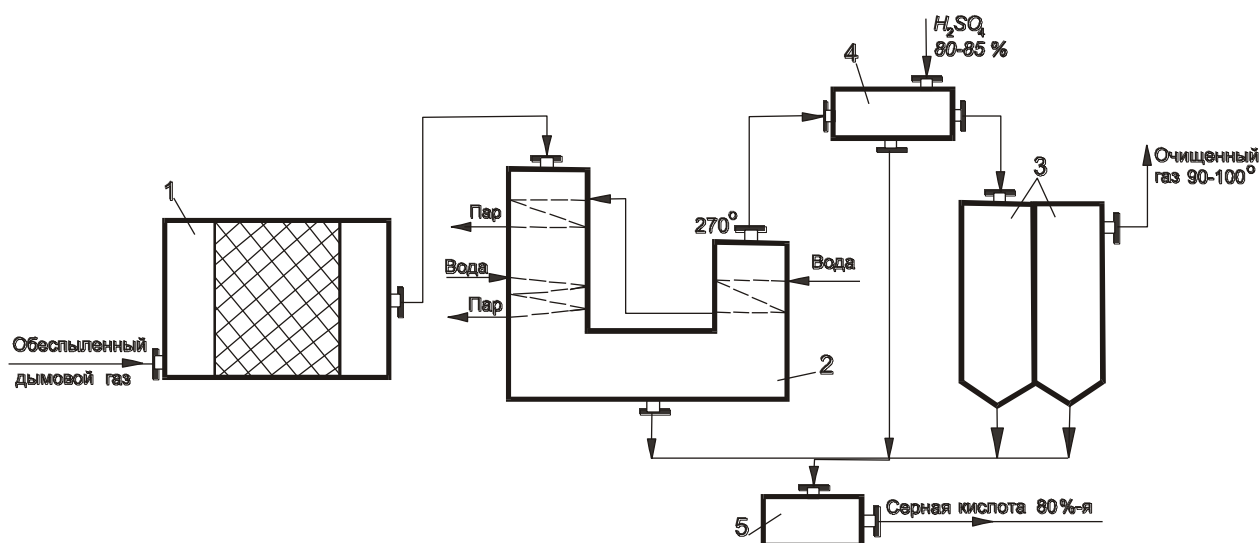 H₂SO₄
80-85 %
4
Очищенный
газ 90-100°
3
1
Пар
270°
Вода
Вода
Пар
Обеспыленный
дымовой газ
2
5
Серная кислота 80%-я